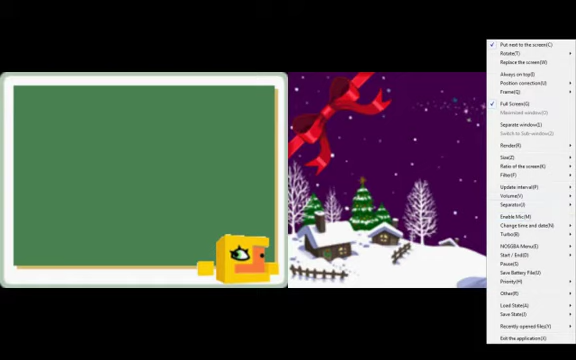 Put next to the screen(C)
Rotate(T)
Replace the screen(W)
Always on top(I)
Position correction(U)
Frame(Q)
Full Screen(S)
Maximized window(O)
Separate window(L)
Switch to Sub-window(Z)
Render(R)
Size(Z)
Ratio of the screen(K)
Filter(F)
Update interval(P)
Volume(V)
Separator(J)
Enable Mic(M)
Change time and date(N)
Turbo(B)
NO$GBA Menu(E)
Start / End(D)
Pause(S)
Save Battery File(U)
Priority(H)
Other(R)
Load State(A)
Save State(J)
Recently opened files(Y)
Exit the application(X)